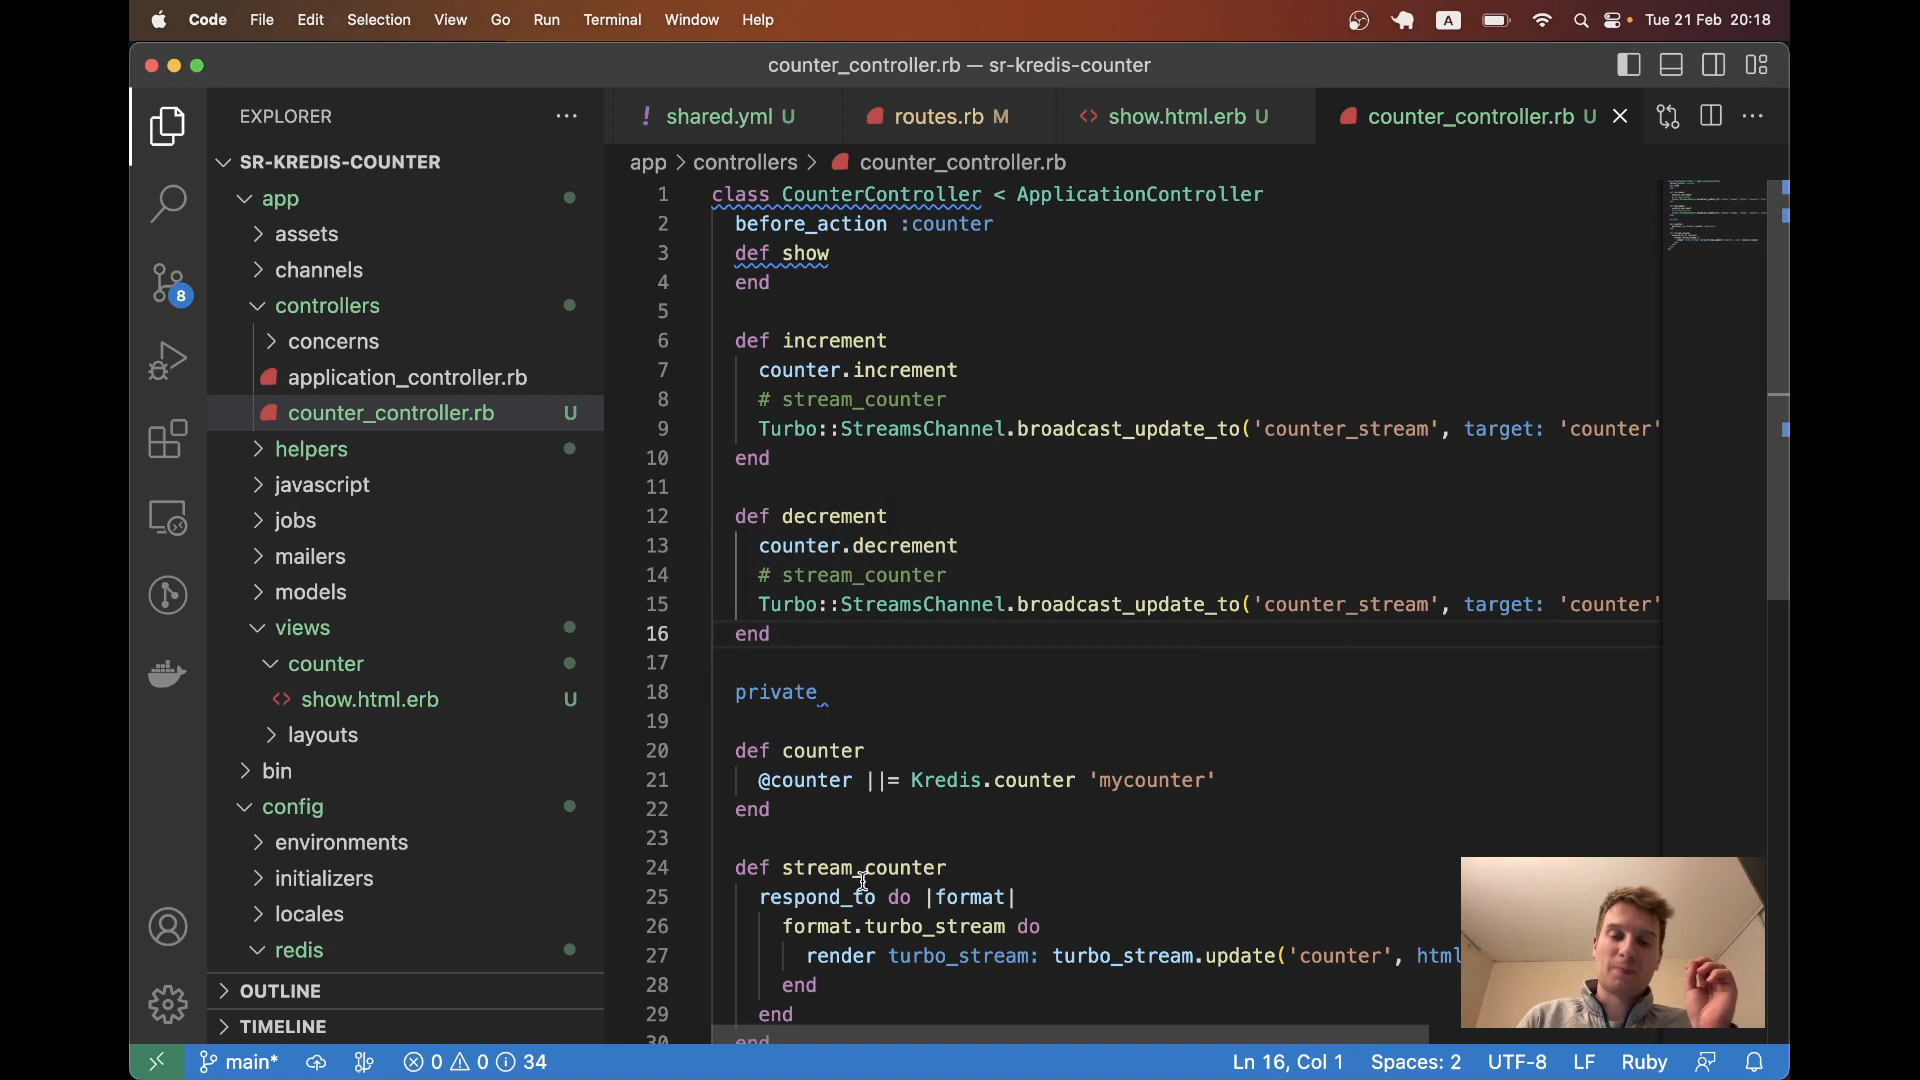 Code File Edit Selection View Go Run Terminal Window Help A Tue 21 Feb 20:18
counter_controller.rb — sr-kredis-counter
EXPLORER
SR-KREDIS-COUNTER
app
assets
channels
controllers
concerns
application_controller.rb
counter_controller.rb U
helpers
javascript
jobs
mailers
models
views
counter
show.html.erb U
layouts
bin
config
environments
initializers
locales
redis
OUTLINE
TIMELINE
8
! shared.yml U routes.rb M <> show.html.erb U counter_controller.rb U
app > controllers > counter_controller.rb
1 class CounterController < ApplicationController
2 before_action :counter
3 def show
4 end
5
6 def increment
7 counter.increment
8 # stream_counter
9 Turbo::StreamsChannel.broadcast_update_to('counter_stream', target: 'counter'
10 end
11
12 def decrement
13 counter.decrement
14 # stream_counter
15 Turbo::StreamsChannel.broadcast_update_to('counter_stream', target: 'counter'
16 end
17
18 private
19
20 def counter
21 @counter ||= Kredis.counter 'mycounter'
22 end
23
24 def stream_counter
25 respond_to do |format|
26 format.turbo_stream do
27 render turbo_stream: turbo_stream.update('counter', html
28 end
29 end
30 end
main* 0 0 34 Ln 16, Col 1 Spaces: 2 UTF-8 LF Ruby